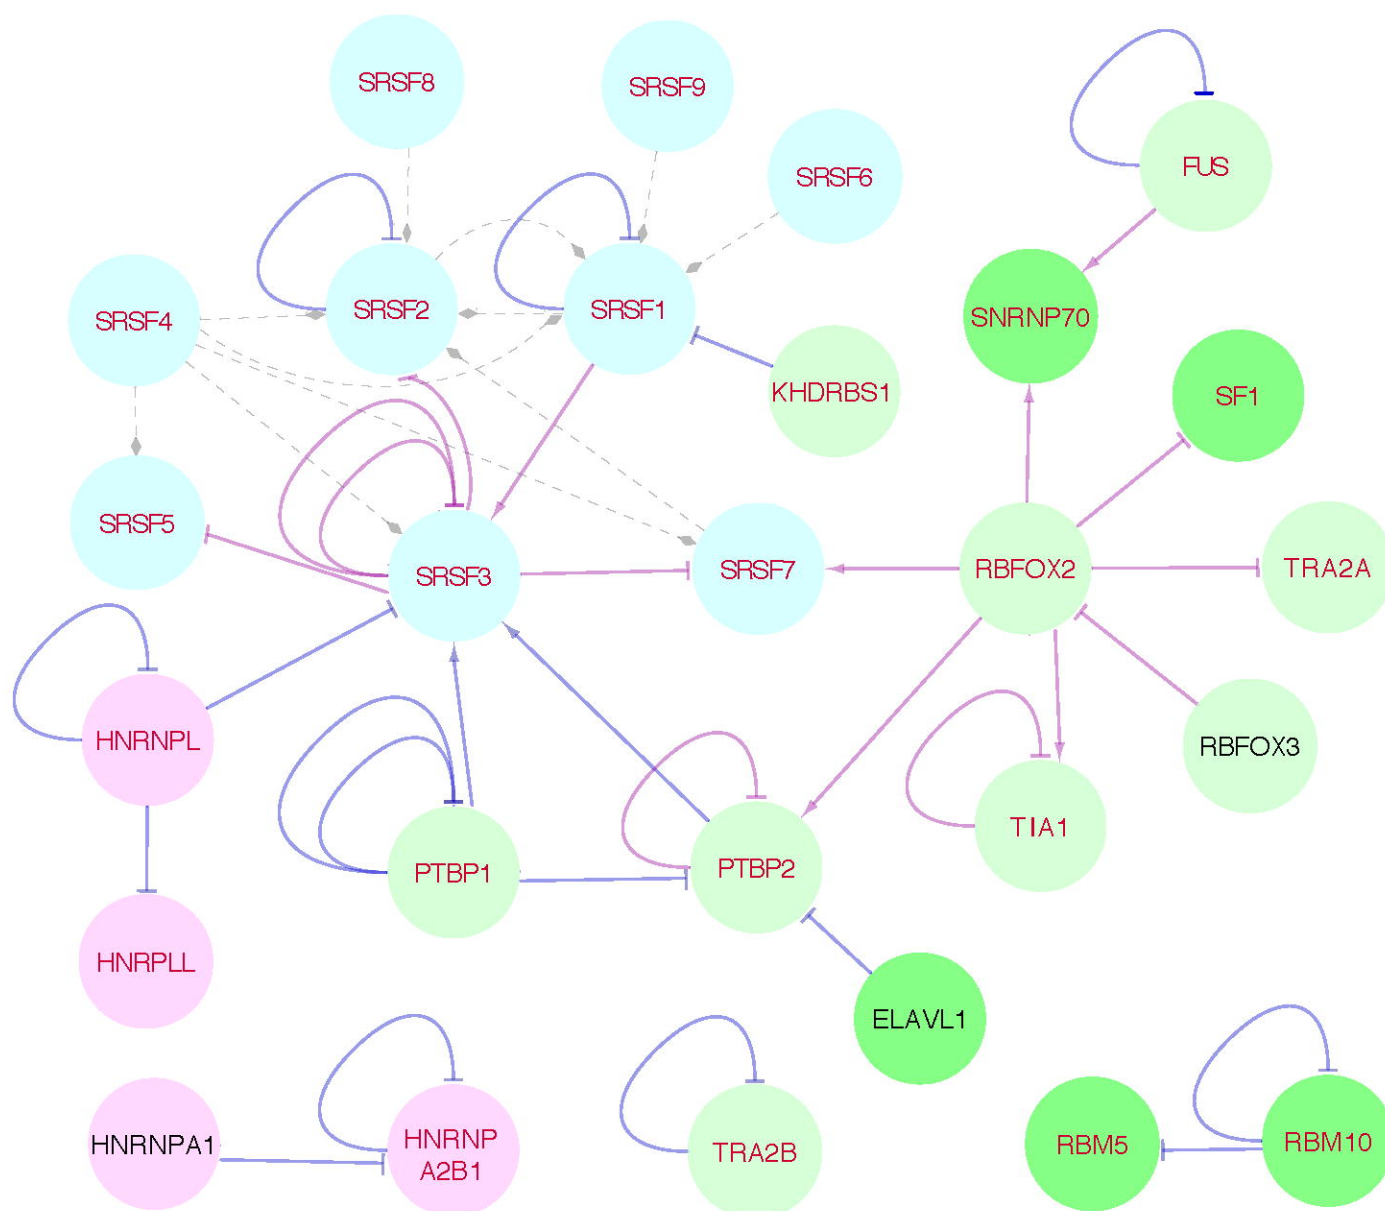 SRSF8
SRSF9
SRSF6
FUS
SRSF4
SRSF2
SRSF1
SNRNP70
KHDRBS1
SF1
SRSF5
SRSF3
SRSF7
RBFOX2
TRA2A
HNRNPL
RBFOX3
TIA1
PTBP1
PTBP2
HNRPLL
ELAVL1
HNRNPA1
HNRNP
A2B1
TRA2B
RBM5
RBM10